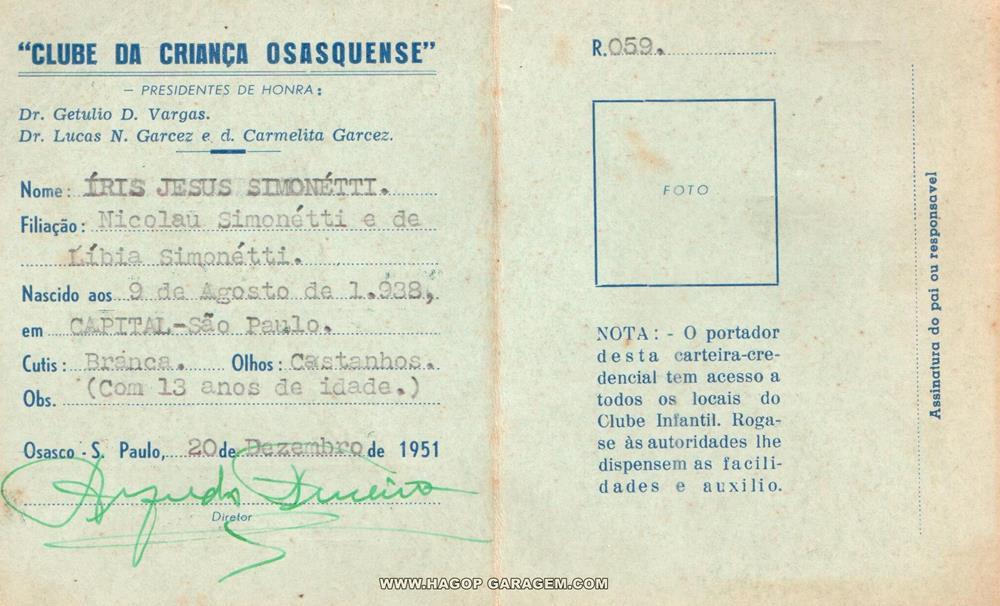 “CLUBE DA CRIANÇA OSASQUENSE”
— PRESIDENTES DE HONRA:
Dr. Getulio D. Vargas.
Dr. Lucas N. Garcez e d. Carmelita Garcez.
Nome: ÍRIS JESUS SIMONÉTTI.
Filiação: Nicolau Simonétti e de
Líbia Simonétti.
Nascido aos 9 de Agosto de 1.938,
em CAPITAL-São Paulo.
Cutis: Branca. Olhos: Castanhos.
Obs. (Com 13 anos de idade.)
Osasco - S. Paulo, 20 de Dezembro de 1951
Diretor
R. 059.
FOTO
NOTA: - O portador
desta carteira-cre-
dencial tem acesso a
todos os locais do
Clube Infantil. Roga-
se às autoridades lhe
dispensem as facili-
dades e auxilio.
Assinatura do pai ou responsavel
WWW.HAGOP GARAGEM.COM